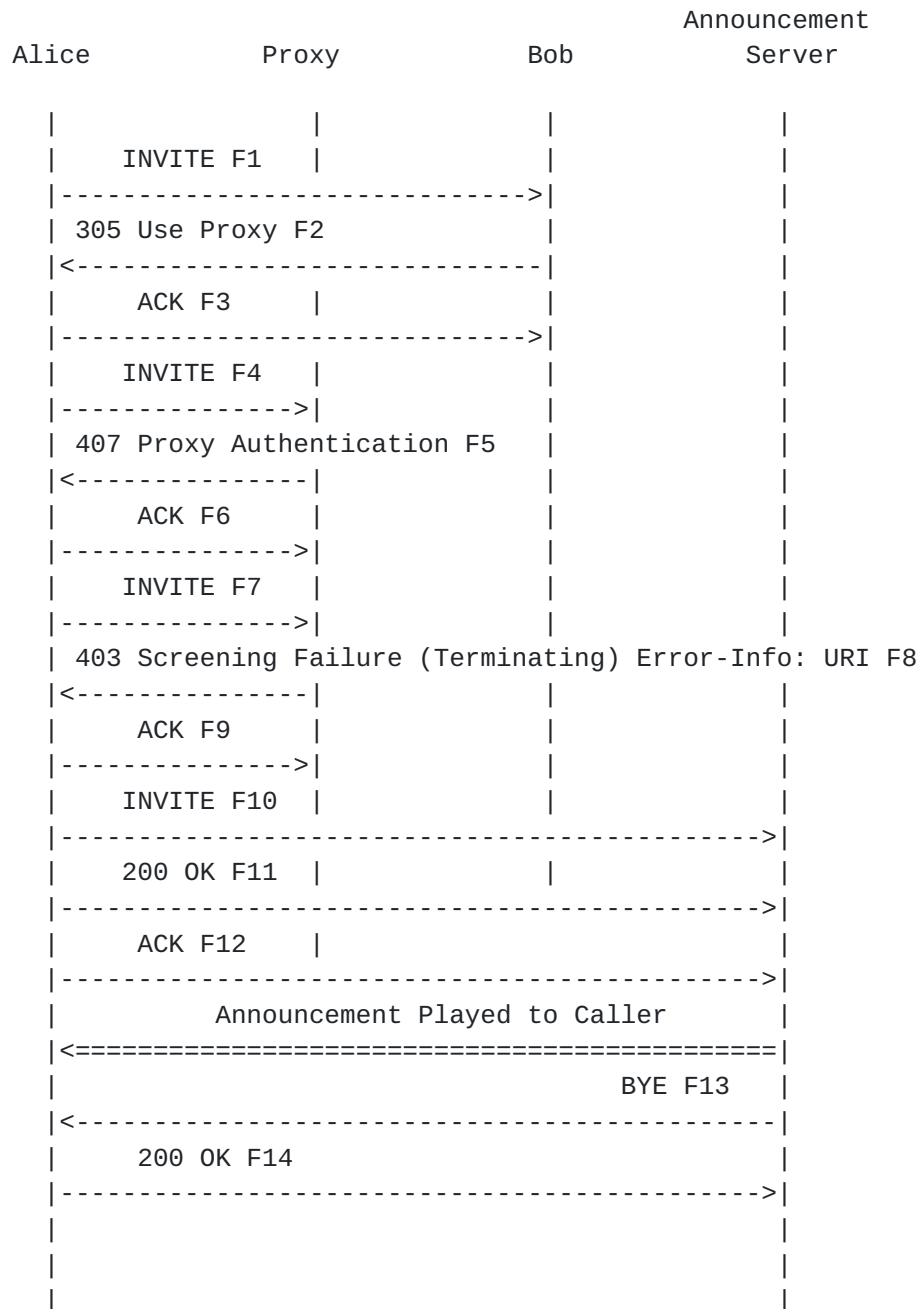 Announcement
Alice Proxy Bob Server
INVITE F1
305 Use Proxy F2
ACK F3
INVITE F4
407 Proxy Authentication F5
ACK F6
INVITE F7
403 Screening Failure (Terminating) Error-Info: URI F8
ACK F9
INVITE F10
200 OK F11
ACK F12
Announcement Played to Caller
BYE F13
200 OK F14